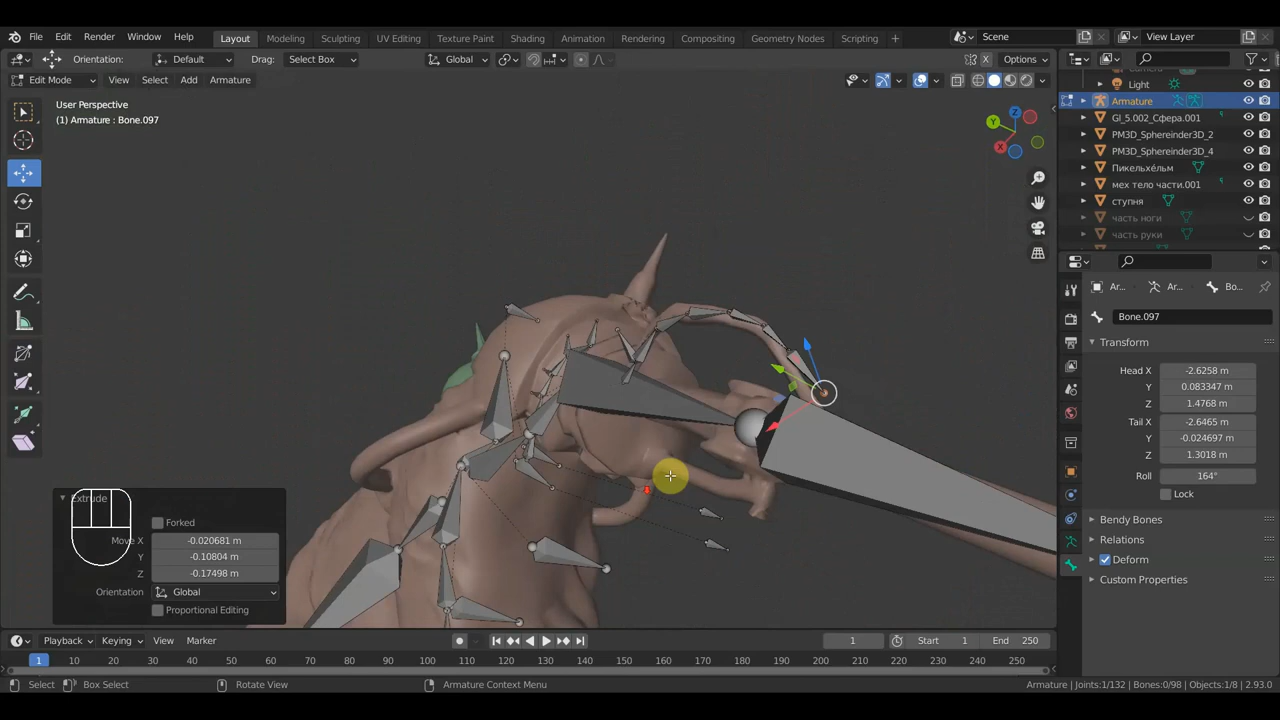 File Edit Render Window Help
Layout Modeling Sculpting UV Editing Texture Paint Shading Animation Rendering Compositing Geometry Nodes Scripting +
Scene
View Layer
Orientation: Default Drag: Select Box
Global
Options
Edit Mode View Select Add Armature
User Perspective
(1) Armature : Bone.097
Z
Y
X
Light
Armature
Gl_5.002_Сфера.001
PM3D_Sphereinder3D_2
PM3D_Sphereinder3D_4
Пикельхе́льм
мех тело части.001
ступня
часть ноги
часть руки
Ar... Ar... Bo...
Bone.097
Transform
Head X -2.6258 m
Y 0.083347 m
Z 1.4768 m
Tail X -2.6465 m
Y -0.024697 m
Z 1.3018 m
Roll 164°
Lock
Bendy Bones
Relations
Deform
Custom Properties
Extrude
Forked
Move X -0.020681 m
Y -0.10804 m
Z -0.17498 m
Orientation Global
Proportional Editing
Playback Keying View Marker
1 Start 1 End 250
1 10 20 30 40 50 60 70 80 90 100 110 120 130 140 150 160 170 180 190 200 210 220 230 240 250
Select Box Select Rotate View Armature Context Menu
Armature | Joints:1/132 | Bones:0/98 | Objects:1/8 | 2.93.0